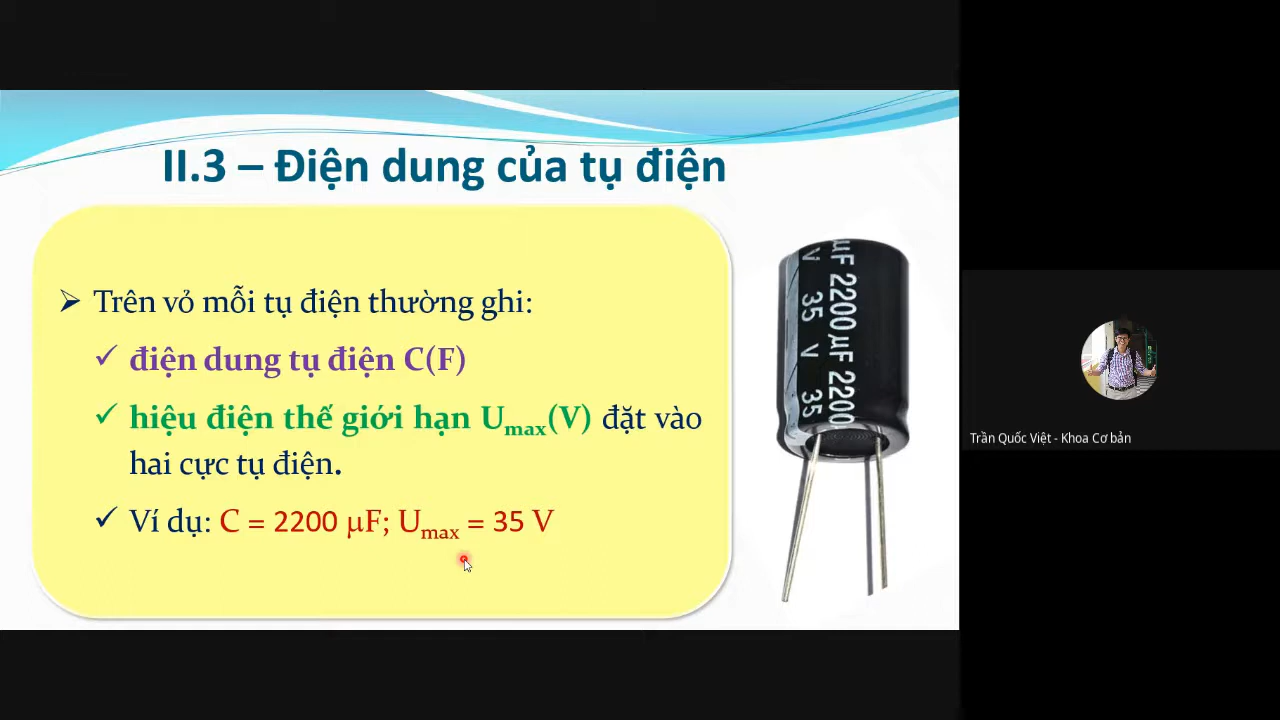 II.3 – Điện dung của tụ điện
➢ Trên vỏ mỗi tụ điện thường ghi:
✓ điện dung tụ điện C(F)
✓ hiệu điện thế giới hạn Umax(V) đặt vào
hai cực tụ điện.
✓ Ví dụ: C = 2200 μF; Umax = 35 V
μF 2200μF 2200
V 35 V 35
Trần Quốc Việt - Khoa Cơ bản